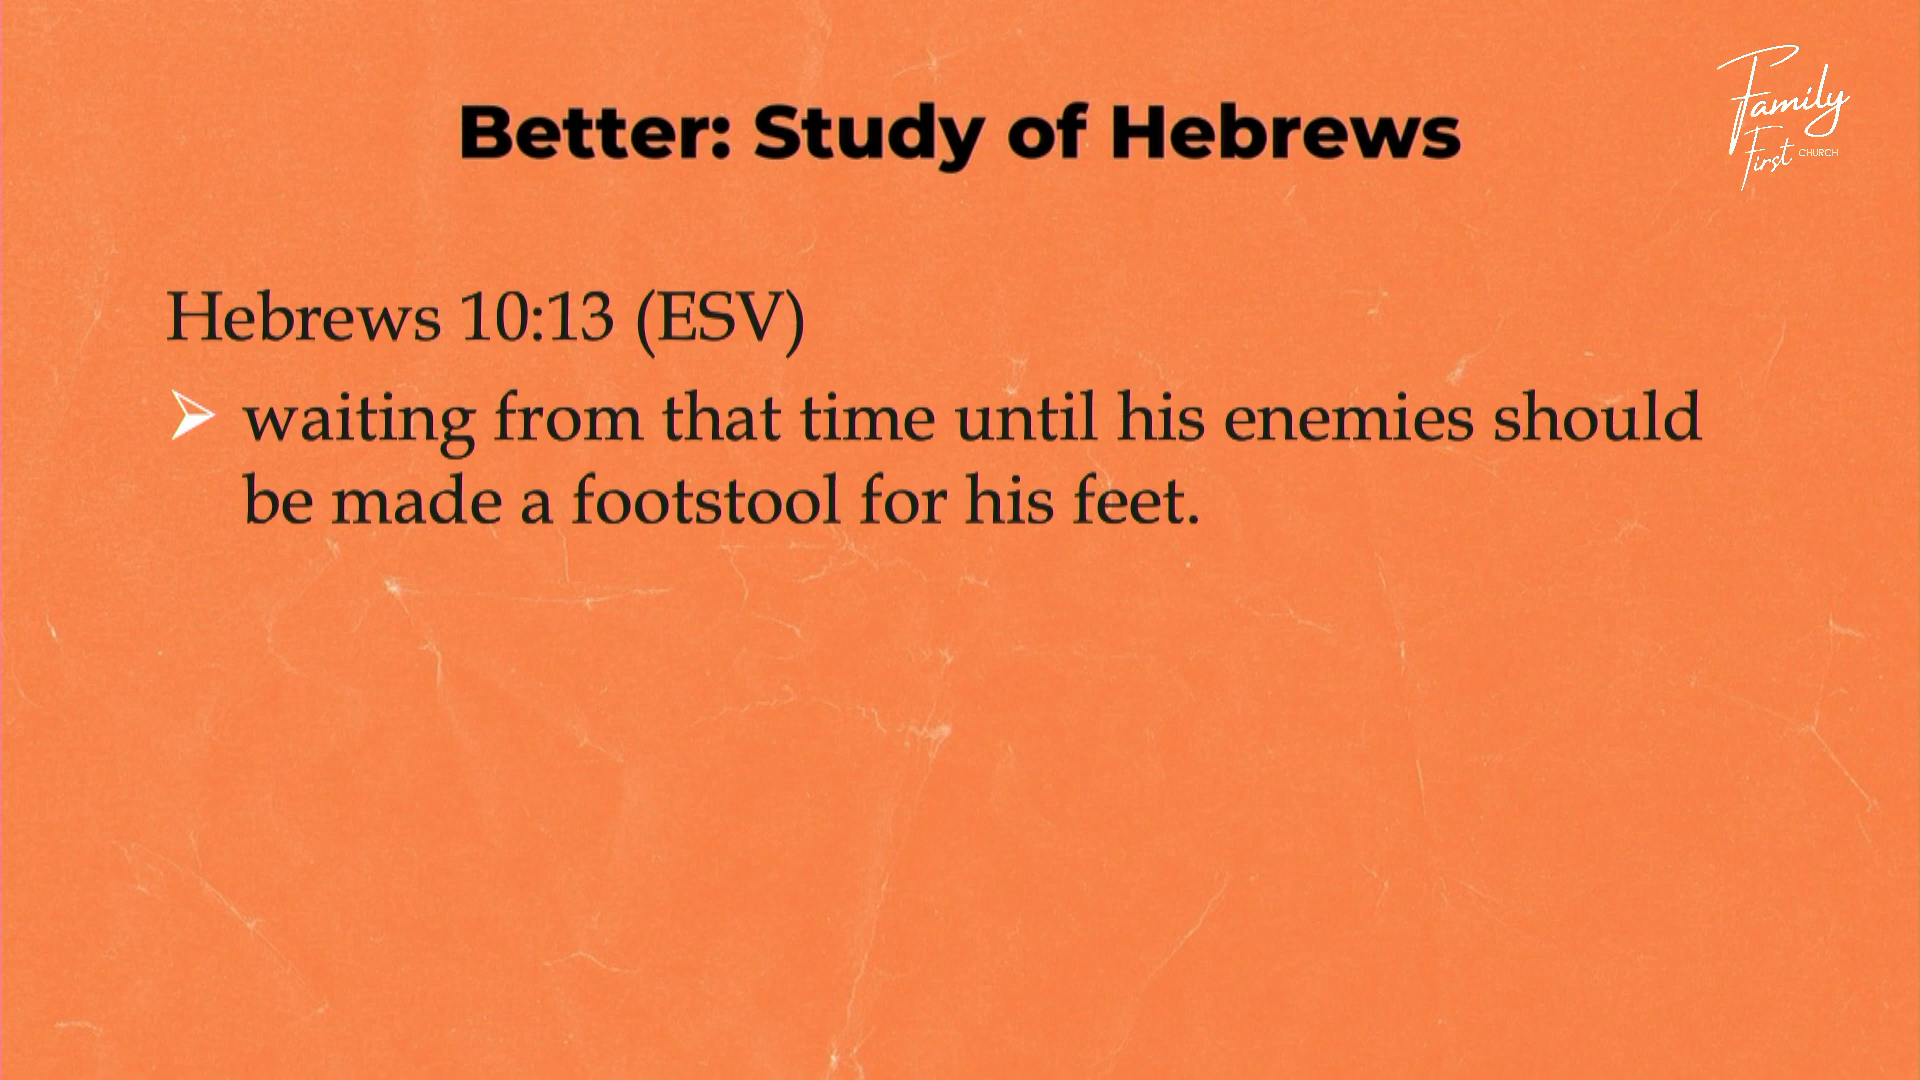 Family
First CHURCH
Better: Study of Hebrews
Hebrews 10:13 (ESV)
waiting from that time until his enemies should
be made a footstool for his feet.